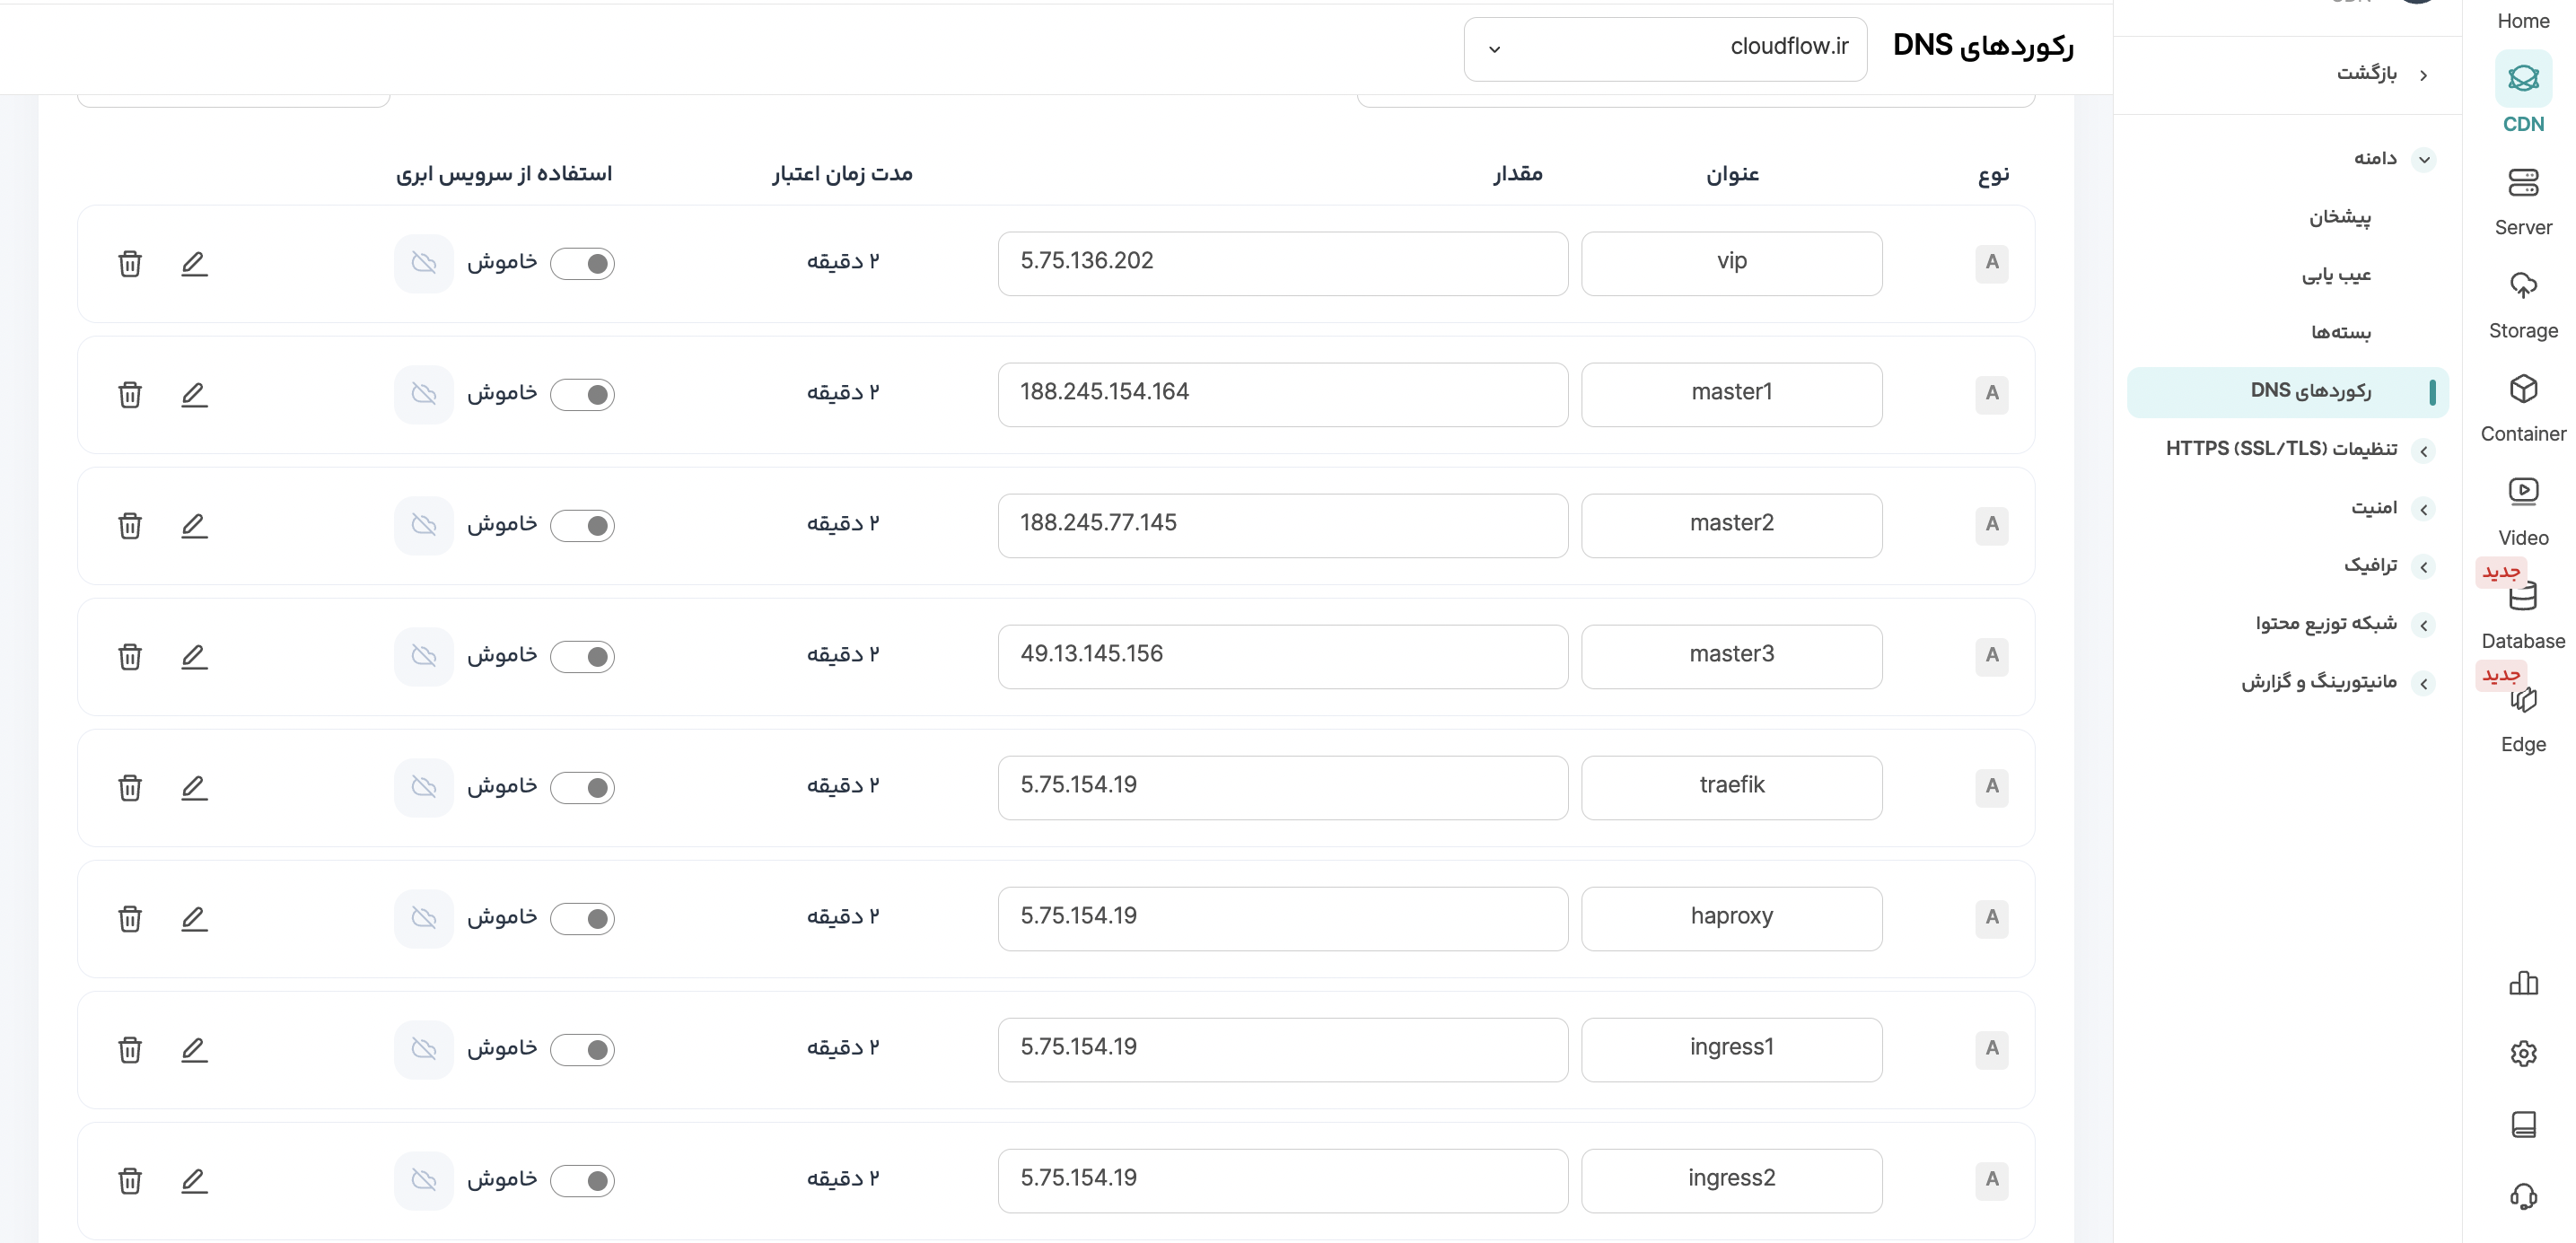 رکوردهای DNS
cloudflow.ir
Home
CDN
Server
Storage
Container
Video
جدید
Database
جدید
Edge
بازگشت
دامنه
پیشخان
عیب یابی
بسته‌ها
رکوردهای DNS
تنظیمات HTTPS (SSL/TLS)
امنیت
ترافیک
شبکه توزیع محتوا
مانیتورینگ و گزارش
نوع عنوان مقدار مدت زمان اعتبار استفاده از سرویس ابری
A vip 5.75.136.202 ۲ دقیقه خاموش
A master1 188.245.154.164 ۲ دقیقه خاموش
A master2 188.245.77.145 ۲ دقیقه خاموش
A master3 49.13.145.156 ۲ دقیقه خاموش
A traefik 5.75.154.19 ۲ دقیقه خاموش
A haproxy 5.75.154.19 ۲ دقیقه خاموش
A ingress1 5.75.154.19 ۲ دقیقه خاموش
A ingress2 5.75.154.19 ۲ دقیقه خاموش